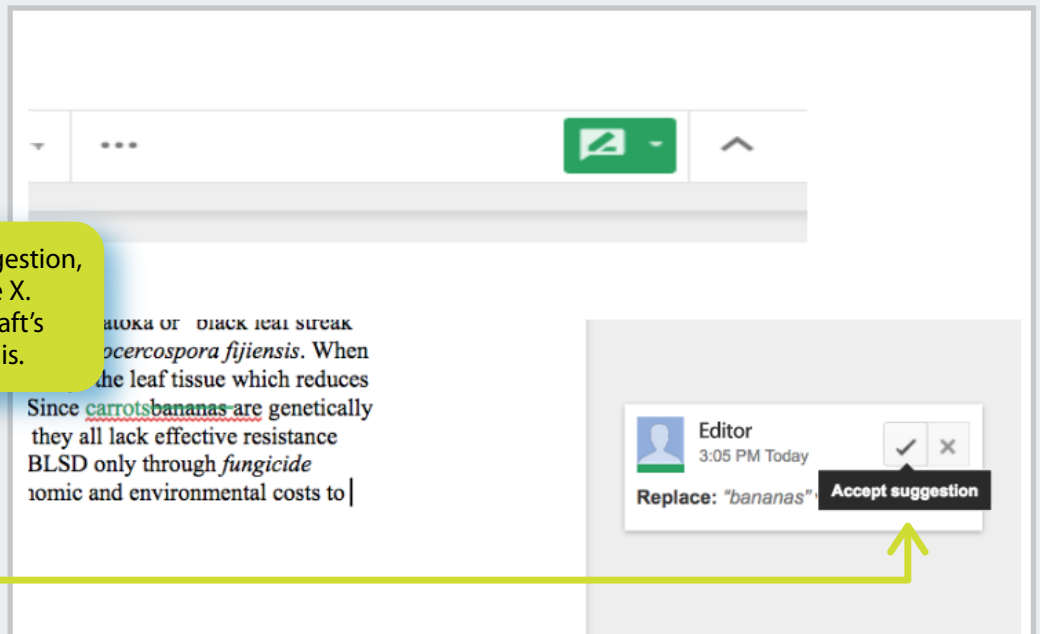 gestion,
e X.
aft's
is.
atoka or "black leaf streak
ocercospora fijiensis. When
the leaf tissue which reduces
Since carrotsbananas are genetically
they all lack effective resistance
BLSD only through fungicide
nomic and environmental costs to
Editor
3:05 PM Today
Replace: "bananas"
Accept suggestion